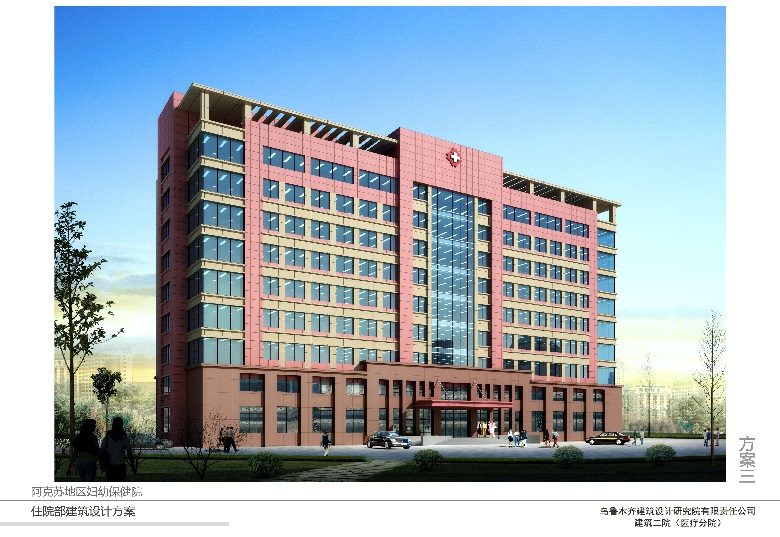 方案三
阿克苏地区妇幼保健院
住院部建筑设计方案
乌鲁木齐建筑设计研究院有限责任公司
建筑二院（医疗分院）